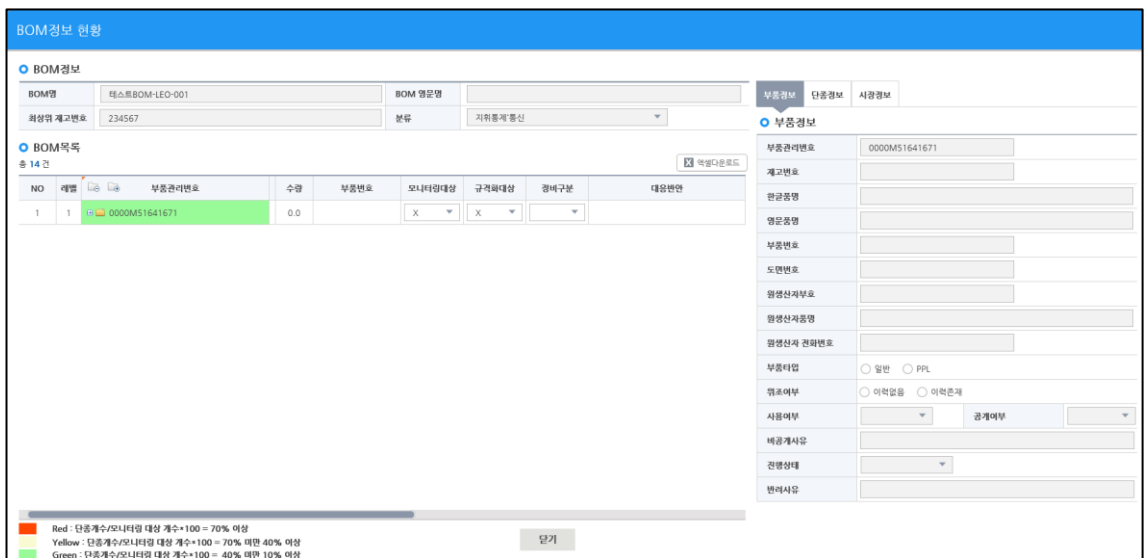 BOM정보 현황
BOM정보
BOM명 테스트BOM-LEO-001 BOM 영문명
최상위 재고번호 234567 분류 지휘통제'통신
BOM목록
총 14 건 엑셀다운로드
NO 레벨 부품관리번호 수량 부품번호 모니터링대상 규격화대상 정비구분 대응방안
1 1 0000M51641671 0.0 X X
Red : 단종개수/모니터링 대상 개수*100 = 70% 이상
Yellow : 단종개수/모니터링 대상 개수*100 = 70% 미만 40% 이상
Green : 단종개수/모니터링 대상 개수*100 = 40% 미만 10% 이상
닫기
부품정보 단종정보 시장정보
부품정보
부품관리번호 0000M51641671
재고번호
한글품명
영문품명
부품번호
도면번호
원생산자부호
원생산자품명
원생산자 전화번호
부품타입 일반 PPL
위조여부 이력없음 이력존재
사용여부 공개여부
비공개사유
진행상태
반려사유